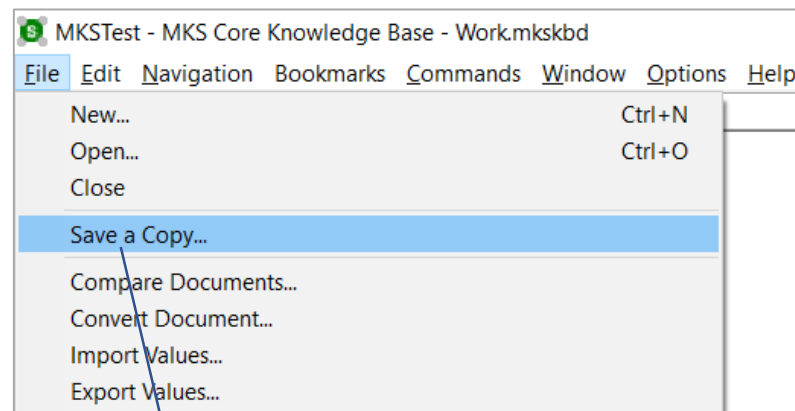 S MKSTest - MKS Core Knowledge Base - Work.mkskbd
File Edit Navigation Bookmarks Commands Window Options Help
New... Ctrl+N
Open... Ctrl+O
Close
Save a Copy...
Compare Documents...
Convert Document...
Import Values...
Export Values...